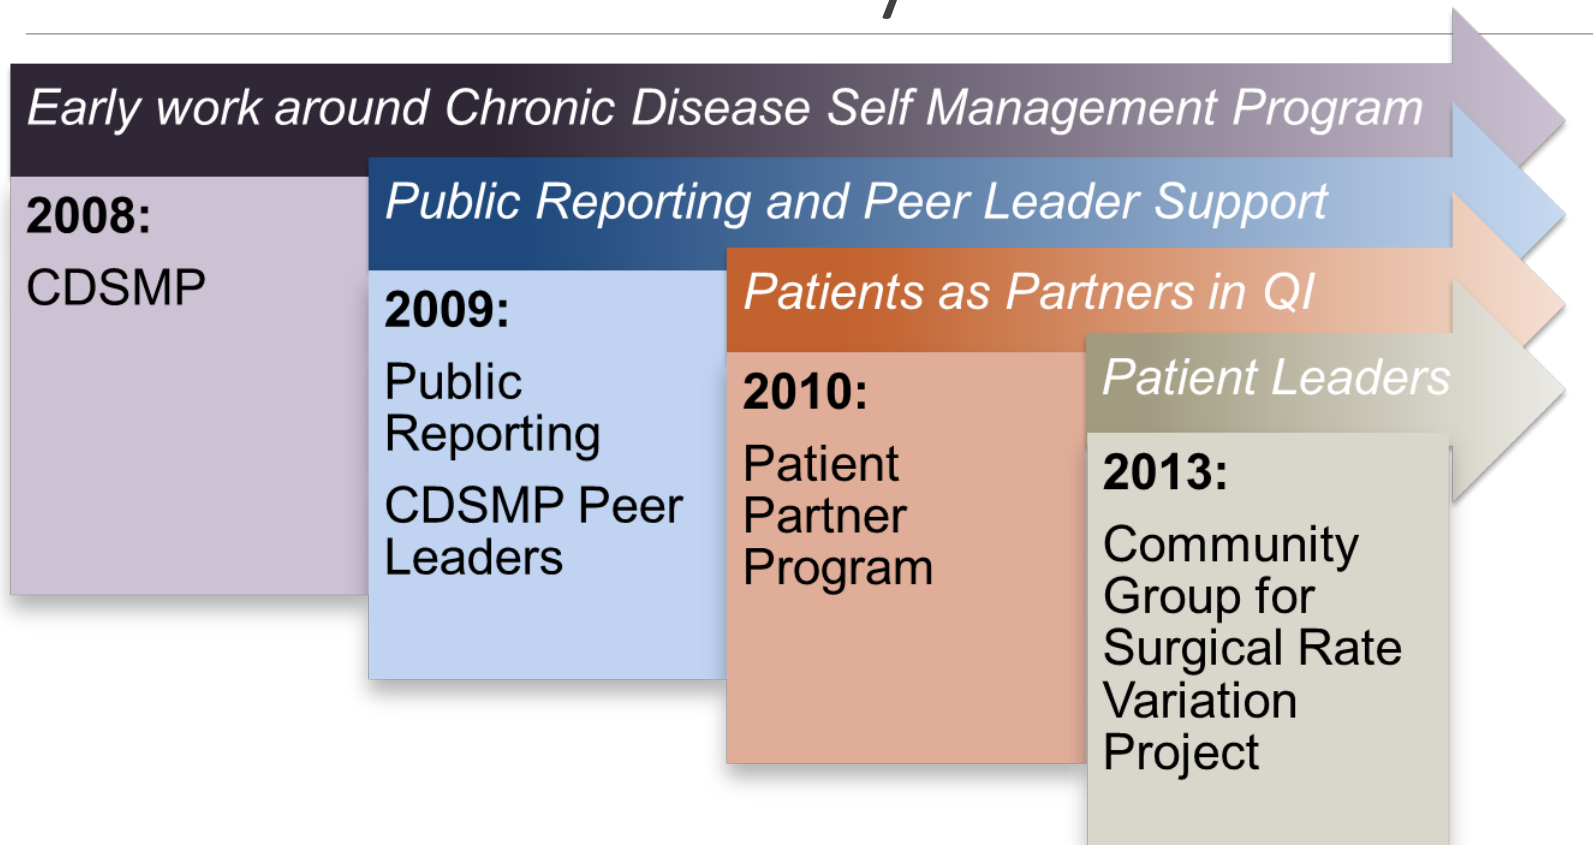 Early work around Chronic Disease Self Management Program
2008:
CDSMP
Public Reporting and Peer Leader Support
2009:
Public
Reporting
CDSMP Peer
Leaders
Patients as Partners in QI
2010:
Patient
Partner
Program
Patient Leaders
2013:
Community
Group for
Surgical Rate
Variation
Project